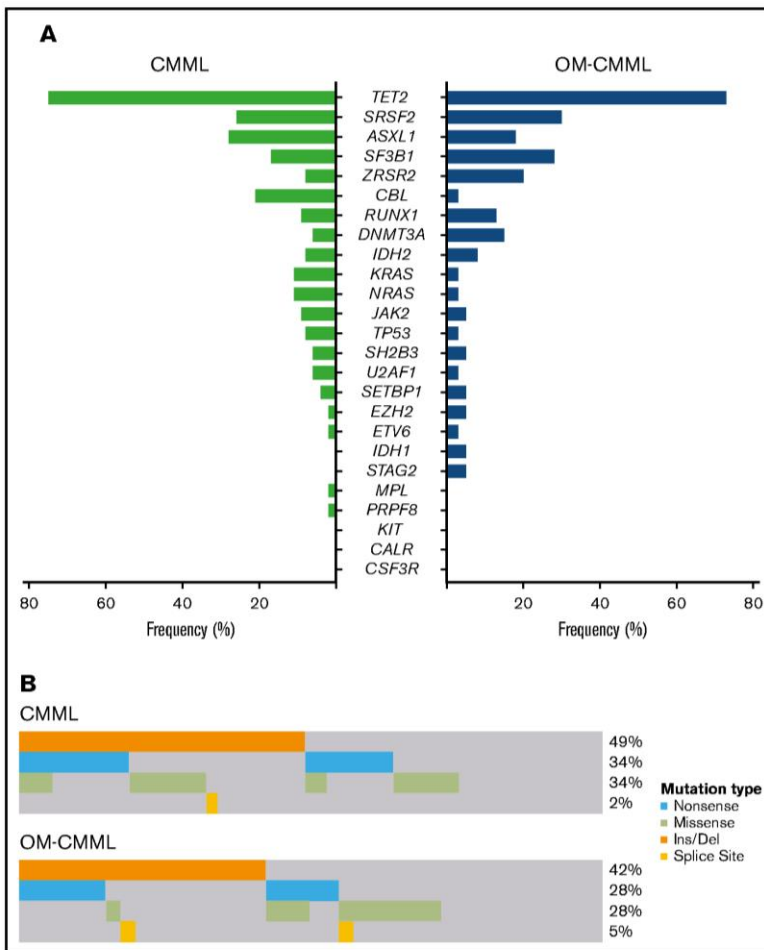 A
CMML
OM-CMML
TET2
SRSF2
ASXL1
SF3B1
ZRSR2
CBL
RUNX1
DNMT3A
IDH2
KRAS
NRAS
JAK2
TP53
SH2B3
U2AF1
SETBP1
EZH2
ETV6
IDH1
STAG2
MPL
PRPF8
KIT
CALR
CSF3R
80 60 40 20 20 40 60 80
Frequency (%) Frequency (%)
B
CMML
49%
34%
34%
2%
Mutation type
Nonsense
Missense
Ins/Del
Splice Site
OM-CMML
42%
28%
28%
5%